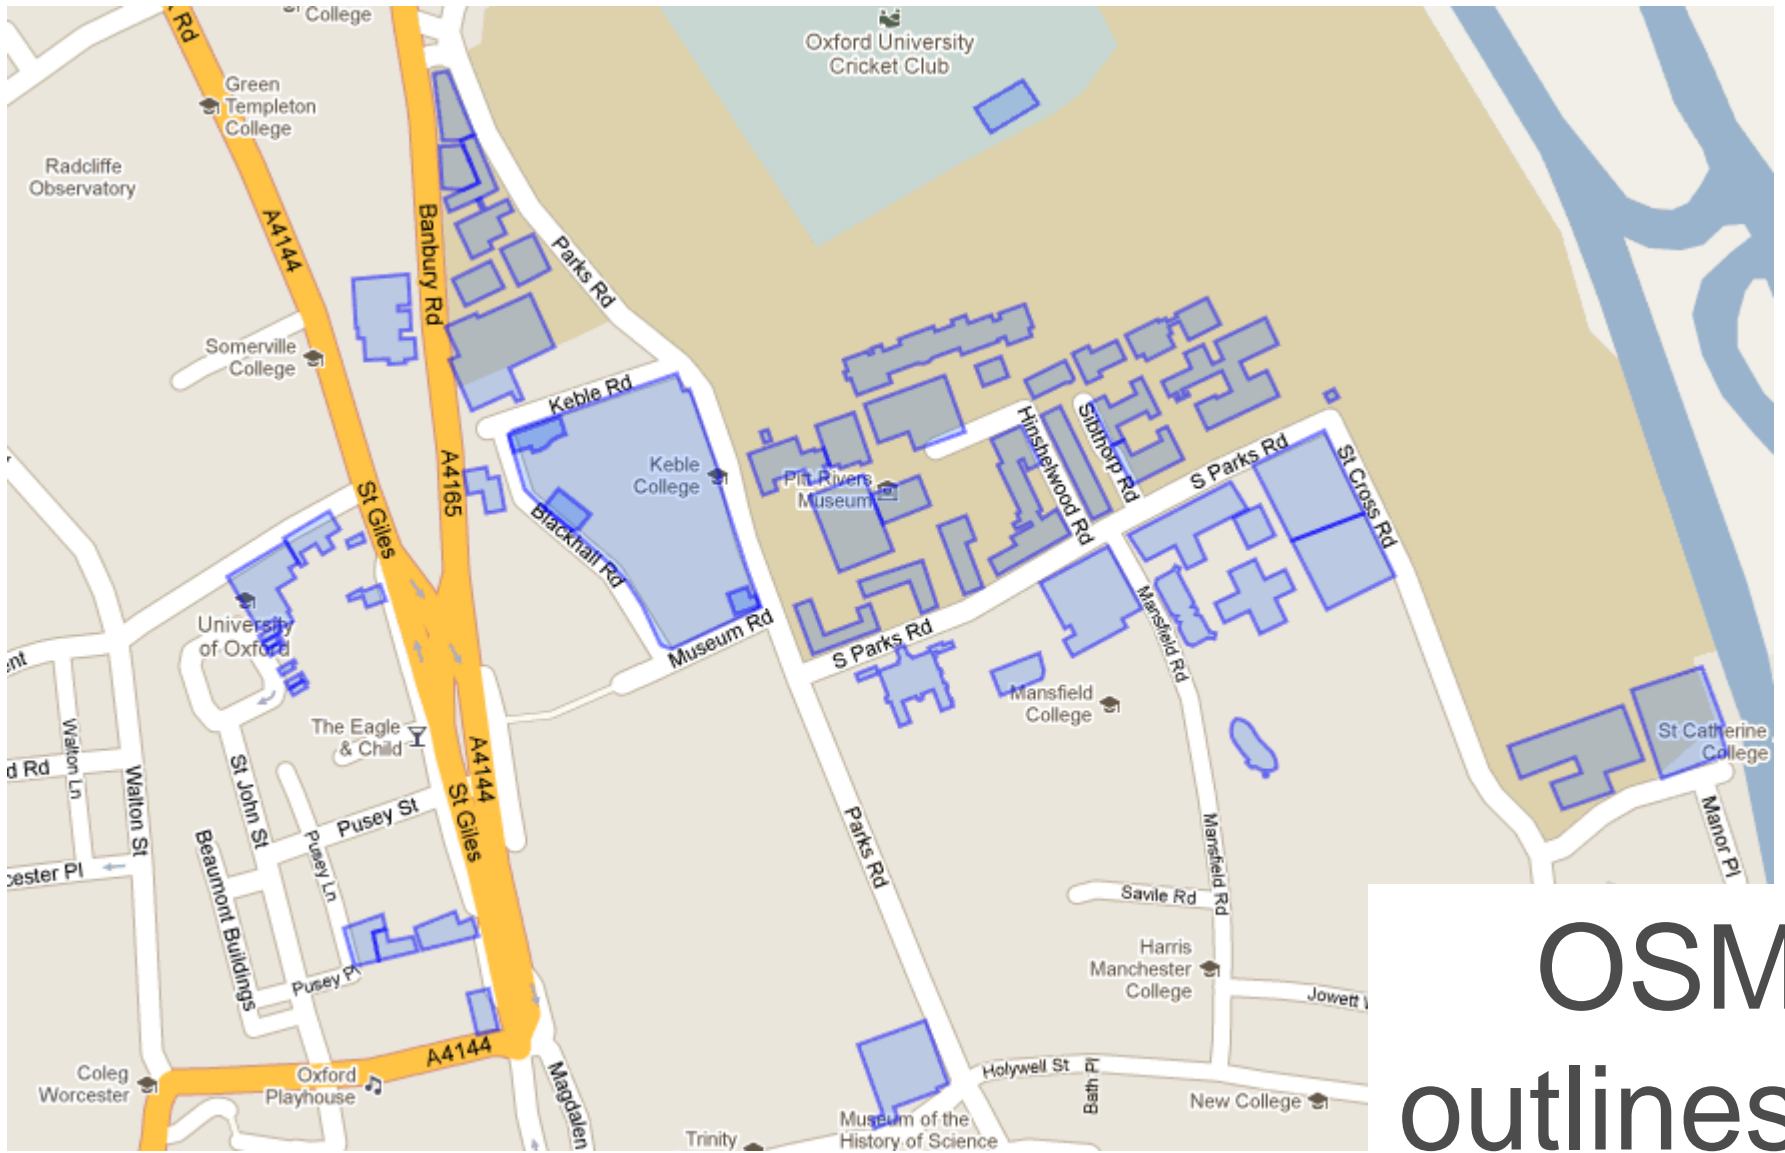 k Rd
College
Oxford University
Cricket Club
Green
Templeton
College
Radcliffe
Observatory
A4144
Banbury Rd
Parks Rd
Somerville
College
Keble Rd
Keble
College
A4165
St Giles
Blackhall Rd
Museum Rd
Pitt Rivers
Museum
Hinshelwood Rd
Sibthorp Rd
S Parks Rd
St Cross Rd
S Parks Rd
Mansfield Rd
Mansfield
College
University
of Oxford
ent
The Eagle
& Child
A4144
St Giles
Walton Ln
d Rd
Walton St
St John St
Pusey St
Pusey Ln
Beaumont Buildings
cester Pl
Pusey Pl
Parks Rd
Mansfield Rd
Savile Rd
St Catherine
College
Manor Pl
Harris
Manchester
College
Jowett W
A4144
Coleg
Worcester
Oxford
Playhouse
Magdalen
Holywell St
Bath Pl
New College
Museum of the
History of Science
Trinity
OSM
outlines